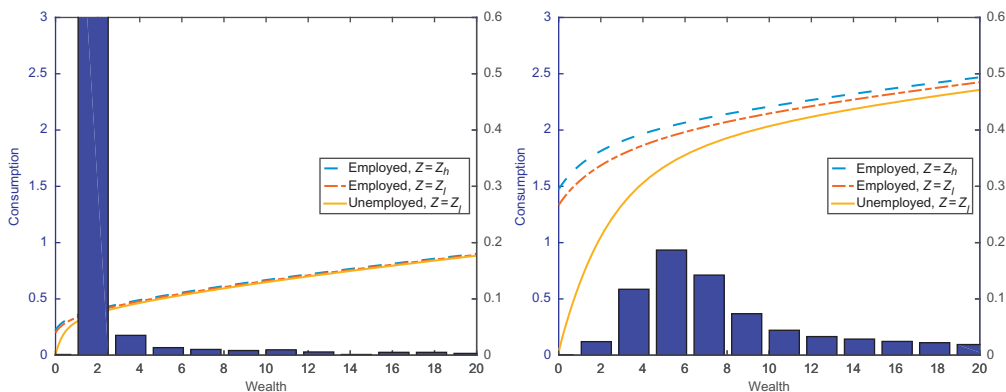 3
2.5
2
1.5
1
0.5
0
Consumption
0 2 4 6 8 10 12 14 16 18 20
Wealth
0.6
0.5
0.4
0.3
0.2
0.1
0
Employed, Z = Z_h
Employed, Z = Z_l
Unemployed, Z = Z_l
3
2.5
2
1.5
1
0.5
0
Consumption
0 2 4 6 8 10 12 14 16 18 20
Wealth
0.6
0.5
0.4
0.3
0.2
0.1
0
Employed, Z = Z_h
Employed, Z = Z_l
Unemployed, Z = Z_l